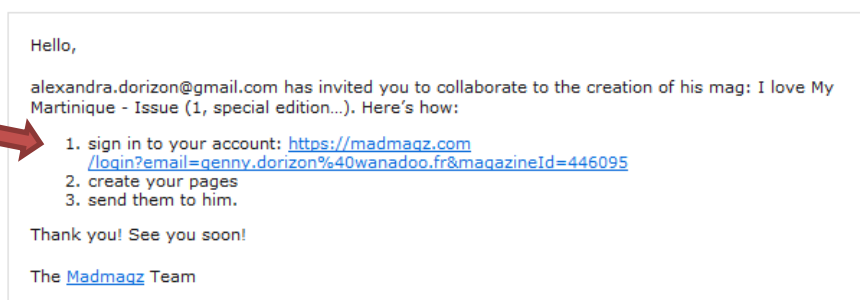 Hello,
alexandra.dorizon@gmail.com has invited you to collaborate to the creation of his mag: I love My
Martinique - Issue (1, special edition…). Here’s how:
1. sign in to your account: https://madmagz.com
/login?email=genny.dorizon%40wanadoo.fr&magazineId=446095
2. create your pages
3. send them to him.
Thank you! See you soon!
The Madmagz Team